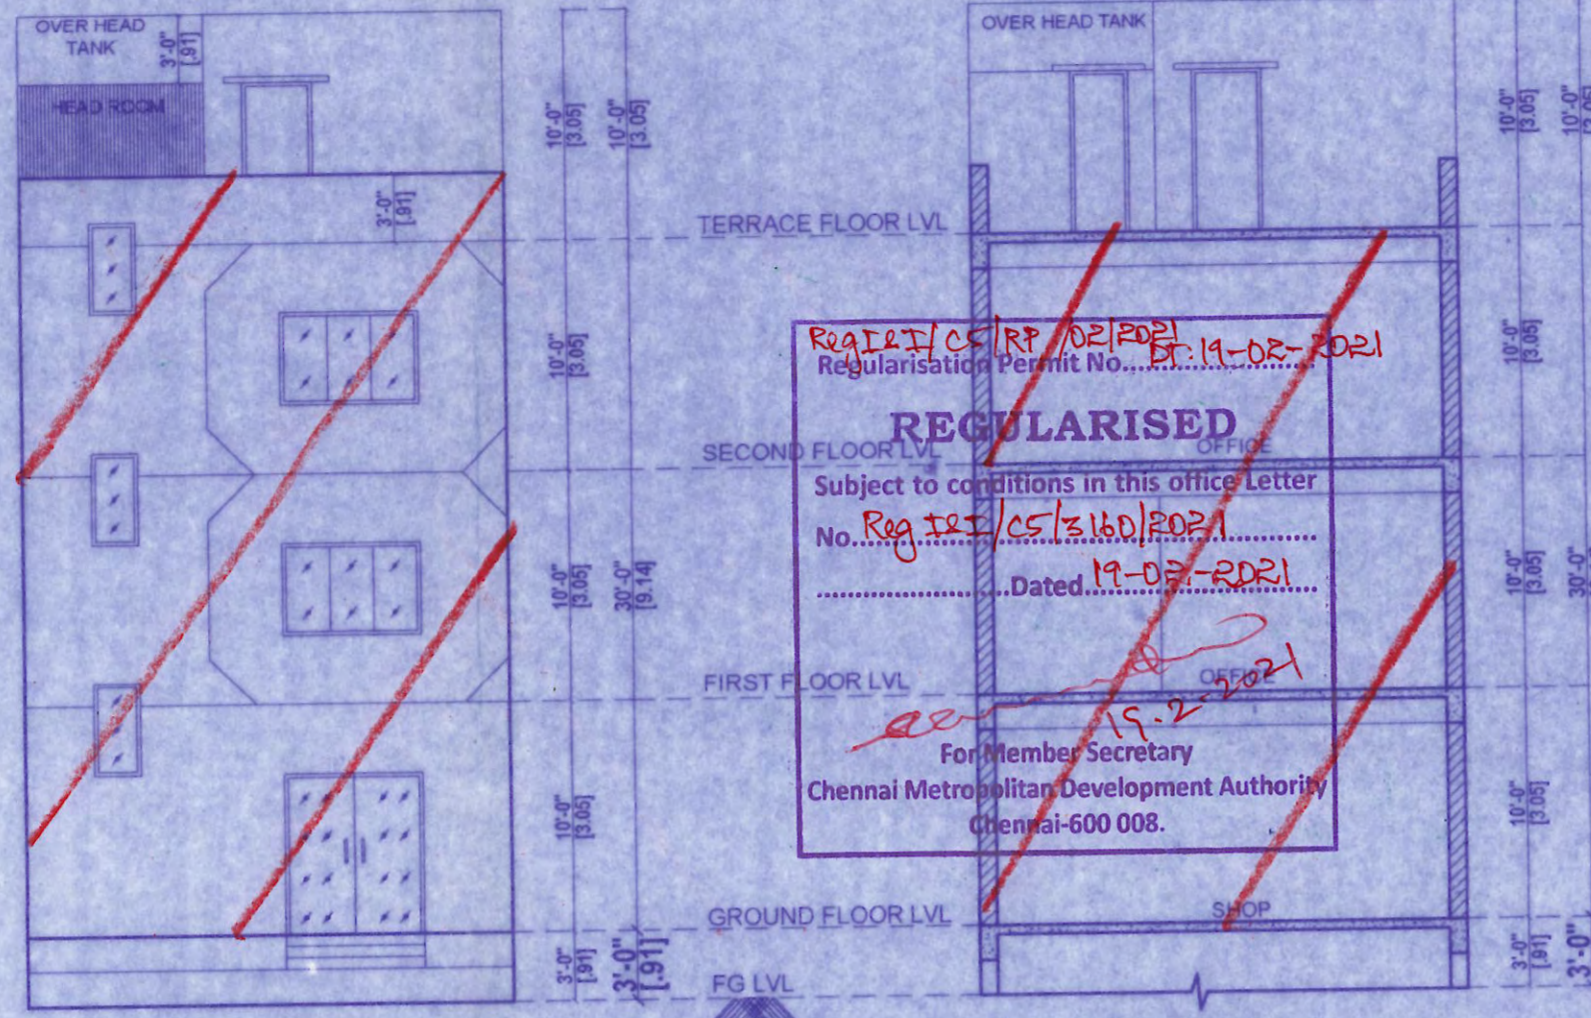 OVER HEAD
TANK
3'-0"
[.91]
HEAD ROOM
10'-0"
[3.05]
10'-0"
[3.05]
3'-0"
[.91]
10'-0"
[3.05]
10'-0"
[3.05]
30'-0"
[9.14]
10'-0"
[3.05]
3'-0"
[.91]
3'-0"
[.91]
TERRACE FLOOR LVL
SECOND FLOOR LVL
FIRST FLOOR LVL
GROUND FLOOR LVL
FG LVL
OVER HEAD TANK
OFFICE
OFFICE
SHOP
Reg I&I/C5/RP/02/2021
Regularisation Permit No.....DT:19-02-2021
REGULARISED
Subject to conditions in this office Letter
No. Reg I&I/C5/3160/2021
Dated 19-02-2021
19-2-2021
For Member Secretary
Chennai Metropolitan Development Authority
Chennai-600 008.
10'-0"
[3.05]
10'-0"
[3.05]
10'-0"
[3.05]
10'-0"
[3.05]
30'-0"
10'-0"
[3.05]
3'-0"
[.91]
3'-0"